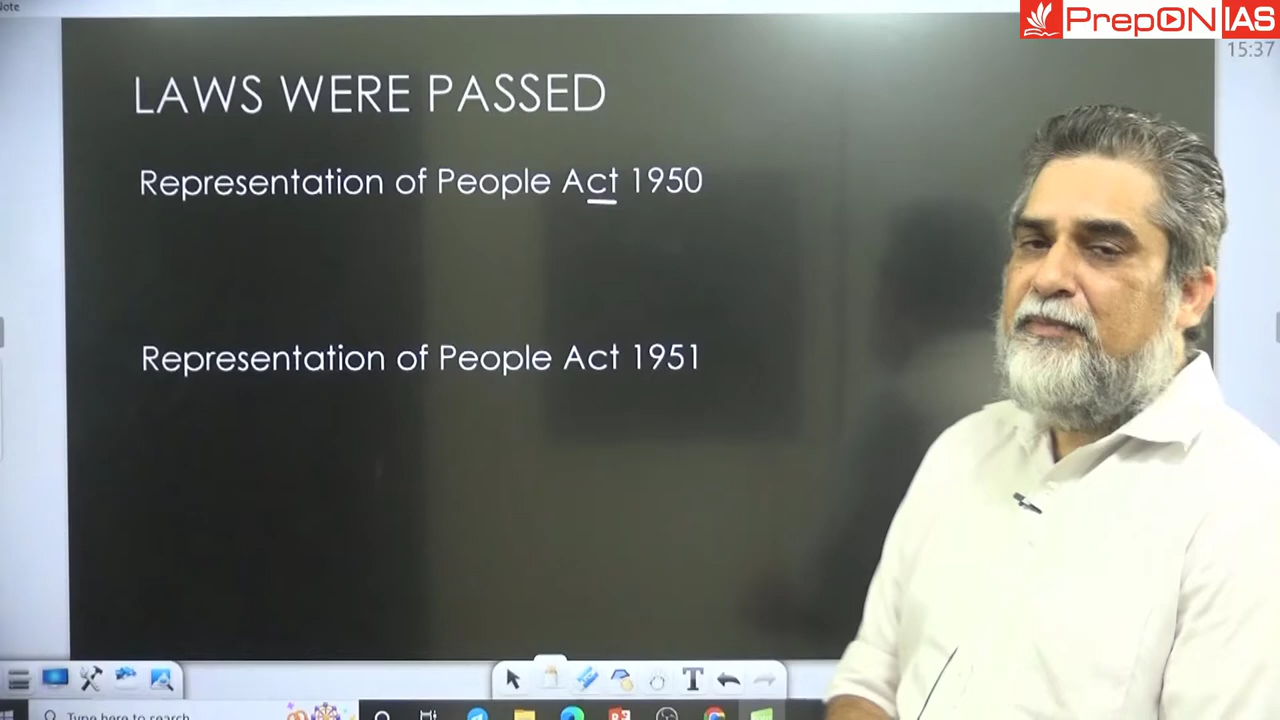 Note
PrepON IAS
15:37
LAWS WERE PASSED
Representation of People Act 1950
Representation of People Act 1951
T
Type here to search